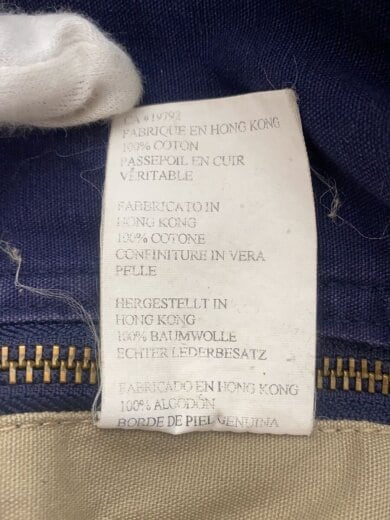 CA #19792
FABRIQUE EN HONG KONG
100% COTON
PASSEPOIL EN CUIR
VÉRITABLE
FABBRICATO IN
HONG KONG
100% COTONE
CONFINITURE IN VERA
PELLE
HERGESTELLT IN
HONG KONG
100% BAUMWOLLE
ECHTER LEDERBESATZ
FABRICADO EN HONG KONG
100% ALGODÓN
BORDE DE PIEL GENUINA